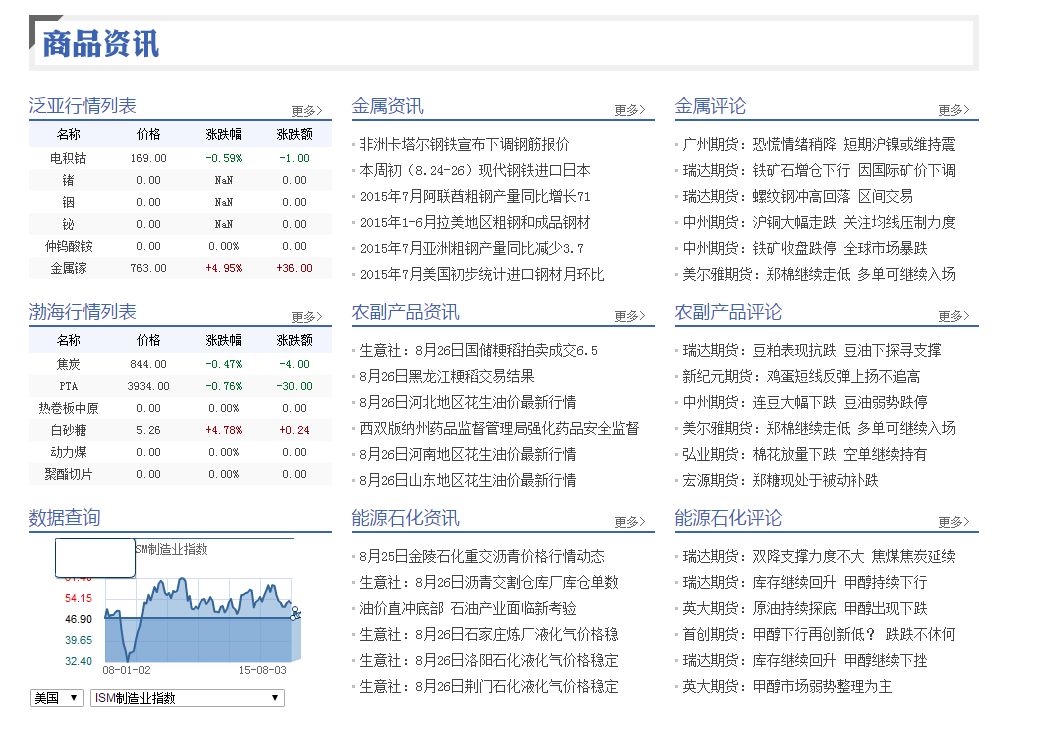 商品资讯
泛亚行情列表 更多>
名称 价格 涨跌幅 涨跌额
电积钴 169.00 -0.59% -1.00
锗 0.00 NaN 0.00
铟 0.00 NaN 0.00
铋 0.00 NaN 0.00
仲钨酸铵 0.00 0.00% 0.00
金属镓 763.00 +4.95% +36.00
金属资讯 更多>
非洲卡塔尔钢铁宣布下调钢筋报价
本周初（8.24-26）现代钢铁进口日本
2015年7月阿联酋粗钢产量同比增长71
2015年1-6月拉美地区粗钢和成品钢材
2015年7月亚洲粗钢产量同比减少3.7
2015年7月美国初步统计进口钢材月环比
金属评论 更多>
广州期货：恐慌情绪稍降 短期沪镍或维持震
瑞达期货：铁矿石增仓下行 因国际矿价下调
瑞达期货：螺纹钢冲高回落 区间交易
中州期货：沪铜大幅走跌 关注均线压制力度
中州期货：铁矿收盘跌停 全球市场暴跌
美尔雅期货：郑棉继续走低 多单可继续入场
渤海行情列表 更多>
名称 价格 涨跌幅 涨跌额
焦炭 844.00 -0.47% -4.00
PTA 3934.00 -0.76% -30.00
热卷板中原 0.00 0.00% 0.00
白砂糖 5.26 +4.78% +0.24
动力煤 0.00 0.00% 0.00
聚酯切片 0.00 0.00% 0.00
农副产品资讯 更多>
生意社：8月26日国储粳稻拍卖成交6.5
8月26日黑龙江粳稻交易结果
8月26日河北地区花生油价最新行情
西双版纳州药品监督管理局强化药品安全监督
8月26日河南地区花生油价最新行情
8月26日山东地区花生油价最新行情
农副产品评论 更多>
瑞达期货：豆粕表现抗跌 豆油下探寻支撑
新纪元期货：鸡蛋短线反弹上扬不追高
中州期货：连豆大幅下跌 豆油弱势跌停
美尔雅期货：郑棉继续走低 多单可继续入场
弘业期货：棉花放量下跌 空单继续持有
宏源期货：郑糖现处于被动补跌
数据查询
SM制造业指数
54.15
46.90
39.65
32.40
08-01-02 15-08-03
美国 ISM制造业指数
能源石化资讯 更多>
8月25日金陵石化重交沥青价格行情动态
生意社：8月26日沥青交割仓库厂库仓单数
油价直冲底部 石油产业面临新考验
生意社：8月26日石家庄炼厂液化气价格稳
生意社：8月26日洛阳石化液化气价格稳定
生意社：8月26日荆门石化液化气价格稳定
能源石化评论 更多>
瑞达期货：双降支撑力度不大 焦煤焦炭延续
瑞达期货：库存继续回升 甲醇持续下行
英大期货：原油持续探底 甲醇出现下跌
首创期货：甲醇下行再创新低？ 跌跌不休何
瑞达期货：库存继续回升 甲醇继续下挫
英大期货：甲醇市场弱势整理为主